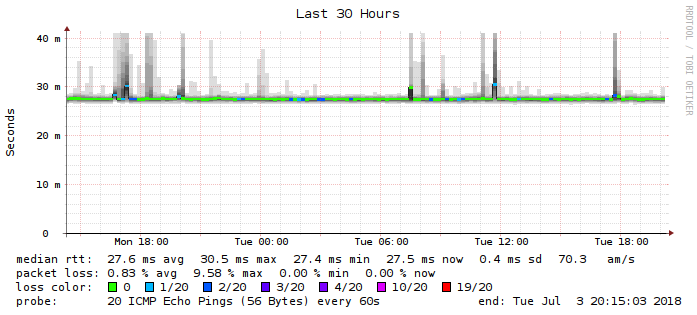 Last 30 Hours
RRDTOOL / TOBI OETIKER
Seconds
40 m
30 m
20 m
10 m
0
Mon 18:00 Tue 00:00 Tue 06:00 Tue 12:00 Tue 18:00
median rtt: 27.6 ms avg 30.5 ms max 27.4 ms min 27.5 ms now 0.4 ms sd 70.3 am/s
packet loss: 0.83 % avg 9.58 % max 0.00 % min 0.00 % now
loss color: 0 1/20 2/20 3/20 4/20 10/20 19/20
probe: 20 ICMP Echo Pings (56 Bytes) every 60s end: Tue Jul 3 20:15:03 2018